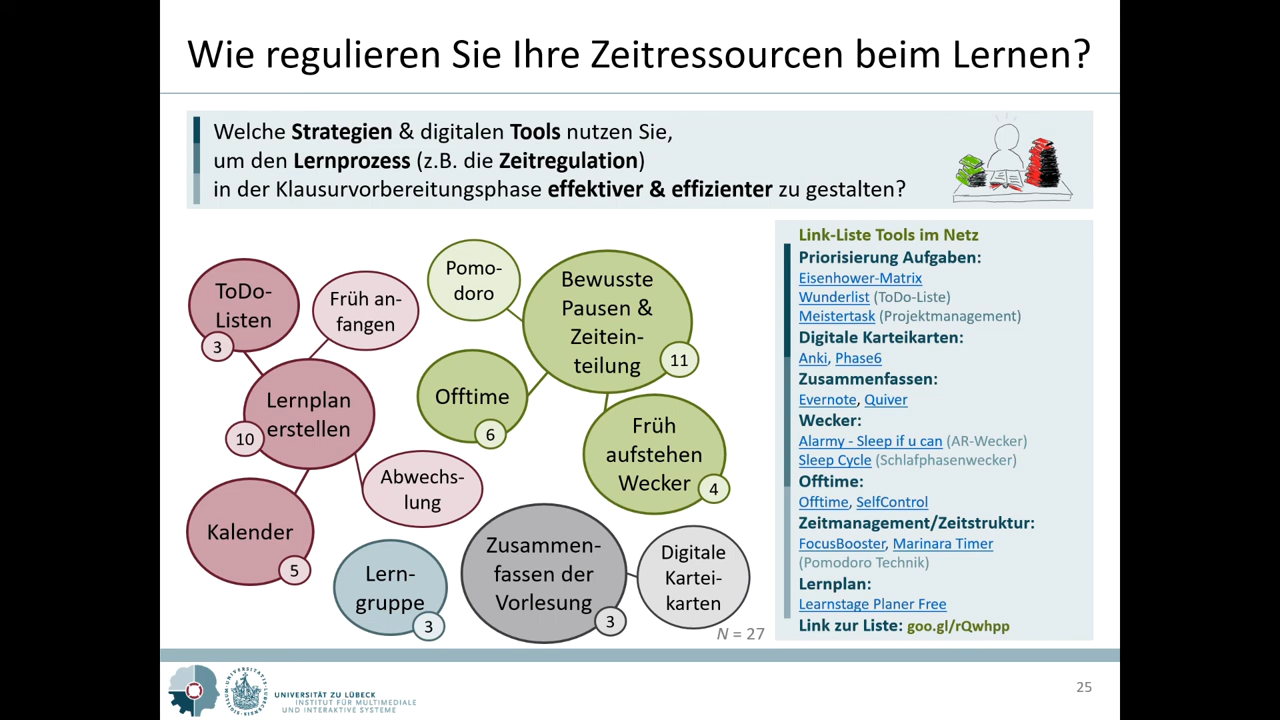 Wie regulieren Sie Ihre Zeitressourcen beim Lernen?
Welche Strategien & digitalen Tools nutzen Sie,
um den Lernprozess (z.B. die Zeitregulation)
in der Klausurvorbereitungsphase effektiver & effizienter zu gestalten?
ToDo-
Listen
3
Früh an-
fangen
Lernplan
erstellen
10
Abwechs-
lung
Kalender
5
Pomo-
doro
Bewusste
Pausen &
Zeitein-
teilung
11
Offtime
6
Früh
aufstehen
Wecker
4
Lern-
gruppe
3
Zusammen-
fassen der
Vorlesung
3
Digitale
Kartei-
karten
N = 27
Link-Liste Tools im Netz
Priorisierung Aufgaben:
Eisenhower-Matrix
Wunderlist (ToDo-Liste)
Meistertask (Projektmanagement)
Digitale Karteikarten:
Anki, Phase6
Zusammenfassen:
Evernote, Quiver
Wecker:
Alarmy - Sleep if u can (AR-Wecker)
Sleep Cycle (Schlafphasenwecker)
Offtime:
Offtime, SelfControl
Zeitmanagement/Zeitstruktur:
FocusBooster, Marinara Timer
(Pomodoro Technik)
Lernplan:
Learnstage Planer Free
Link zur Liste: goo.gl/rQwhpp
UNIVERSITÄT ZU LÜBECK
INSTITUT FÜR MULTIMEDIALE
UND INTERAKTIVE SYSTEME
25